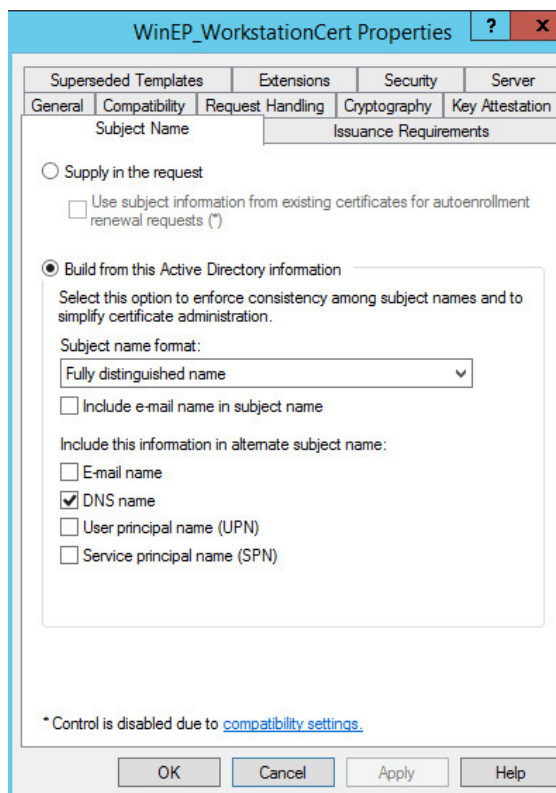 WinEP_WorkstationCert Properties
?
x
Superseded Templates
Extensions
Security
Server
General
Compatibility
Request Handling
Cryptography
Key Attestation
Subject Name
Issuance Requirements
Supply in the request
Use subject information from existing certificates for autoenrollment
renewal requests (*)
Build from this Active Directory information
Select this option to enforce consistency among subject names and to
simplify certificate administration.
Subject name format:
Fully distinguished name
Include e-mail name in subject name
Include this information in alternate subject name:
E-mail name
DNS name
User principal name (UPN)
Service principal name (SPN)
* Control is disabled due to compatibility settings.
OK
Cancel
Apply
Help